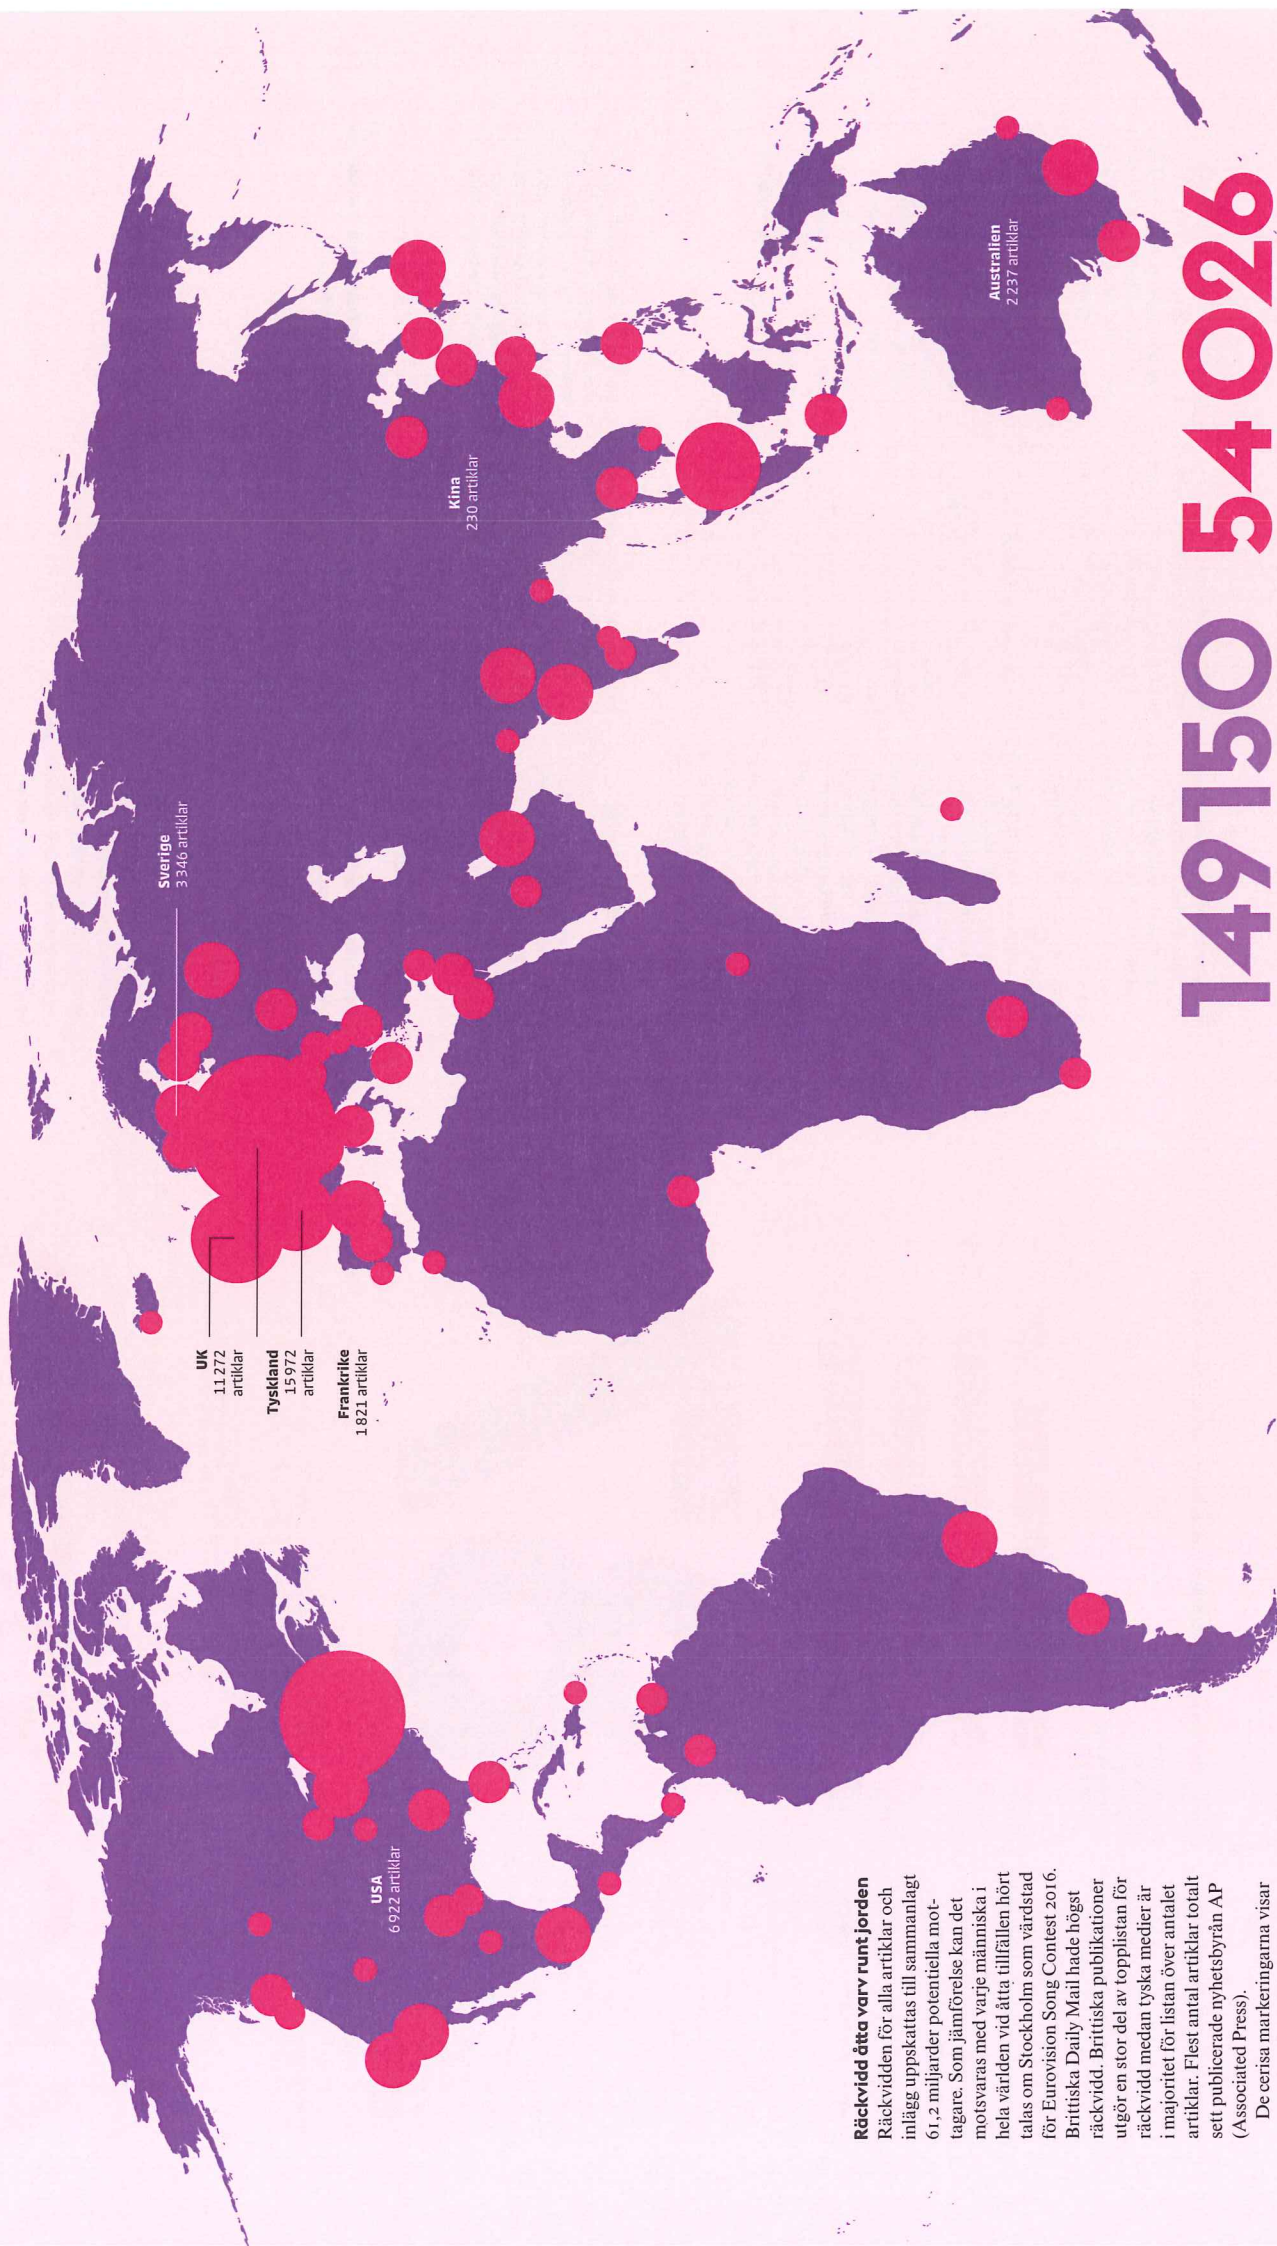 Sverige
3 346 artiklar
UK
11 272
artiklar
Tyskland
15 972
artiklar
Frankrike
1 821 artiklar
USA
6 922 artiklar
Kina
230 artiklar
Australien
2 237 artiklar
Räckvidd åtta varv runt jorden
Räckvidden för alla artiklar och
inlägg uppskattas till sammanlagt
61,2 miljarder potentiella mot-
tagare. Som jämförelse kan det
motsvaras med varje människa i
hela världen vid åtta tillfällen hört
talas om Stockholm som värdstad
för Eurovision Song Contest 2016.
Brittiska Daily Mail hade högst
räckvidd. Brittiska publikationer
utgör en stor del av topplistan för
räckvidd medan tyska medier är
i majoritet för listan över antalet
artiklar. Flest antal artiklar totalt
sett publicerade nyhetsbyrån AP
(Associated Press).
De cerisa markeringarna visar
149 150 54 026